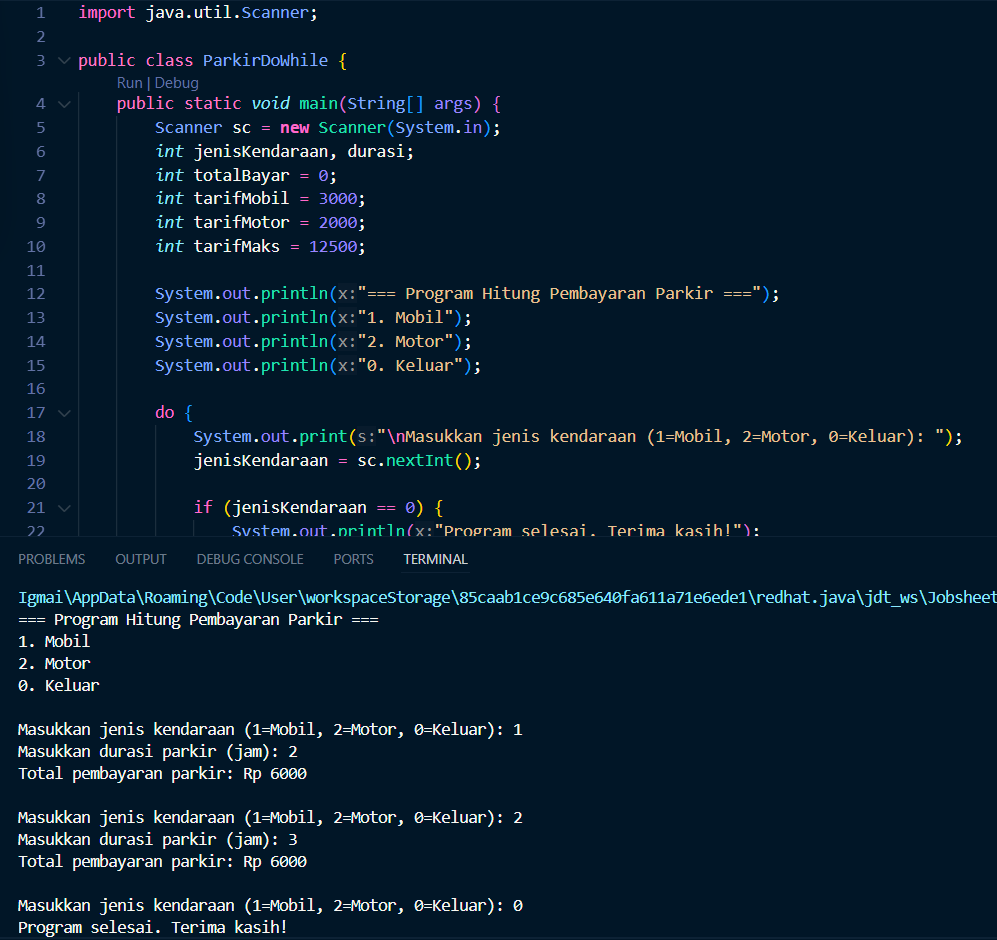 1 import java.util.Scanner;
2
3 public class ParkirDoWhile {
Run | Debug
4 public static void main(String[] args) {
5 Scanner sc = new Scanner(System.in);
6 int jenisKendaraan, durasi;
7 int totalBayar = 0;
8 int tarifMobil = 3000;
9 int tarifMotor = 2000;
10 int tarifMaks = 12500;
11
12 System.out.println(x:"=== Program Hitung Pembayaran Parkir ===");
13 System.out.println(x:"1. Mobil");
14 System.out.println(x:"2. Motor");
15 System.out.println(x:"0. Keluar");
16
17 do {
18 System.out.print(s:"\nMasukkan jenis kendaraan (1=Mobil, 2=Motor, 0=Keluar): ");
19 jenisKendaraan = sc.nextInt();
20
21 if (jenisKendaraan == 0) {
22 System.out.println(x:"Program selesai. Terima kasih!");
PROBLEMS OUTPUT DEBUG CONSOLE PORTS TERMINAL
Igmai\AppData\Roaming\Code\User\workspaceStorage\85caab1ce9c685e640fa611a71e6ede1\redhat.java\jdt_ws\Jobsheet
=== Program Hitung Pembayaran Parkir ===
1. Mobil
2. Motor
0. Keluar
Masukkan jenis kendaraan (1=Mobil, 2=Motor, 0=Keluar): 1
Masukkan durasi parkir (jam): 2
Total pembayaran parkir: Rp 6000
Masukkan jenis kendaraan (1=Mobil, 2=Motor, 0=Keluar): 2
Masukkan durasi parkir (jam): 3
Total pembayaran parkir: Rp 6000
Masukkan jenis kendaraan (1=Mobil, 2=Motor, 0=Keluar): 0
Program selesai. Terima kasih!